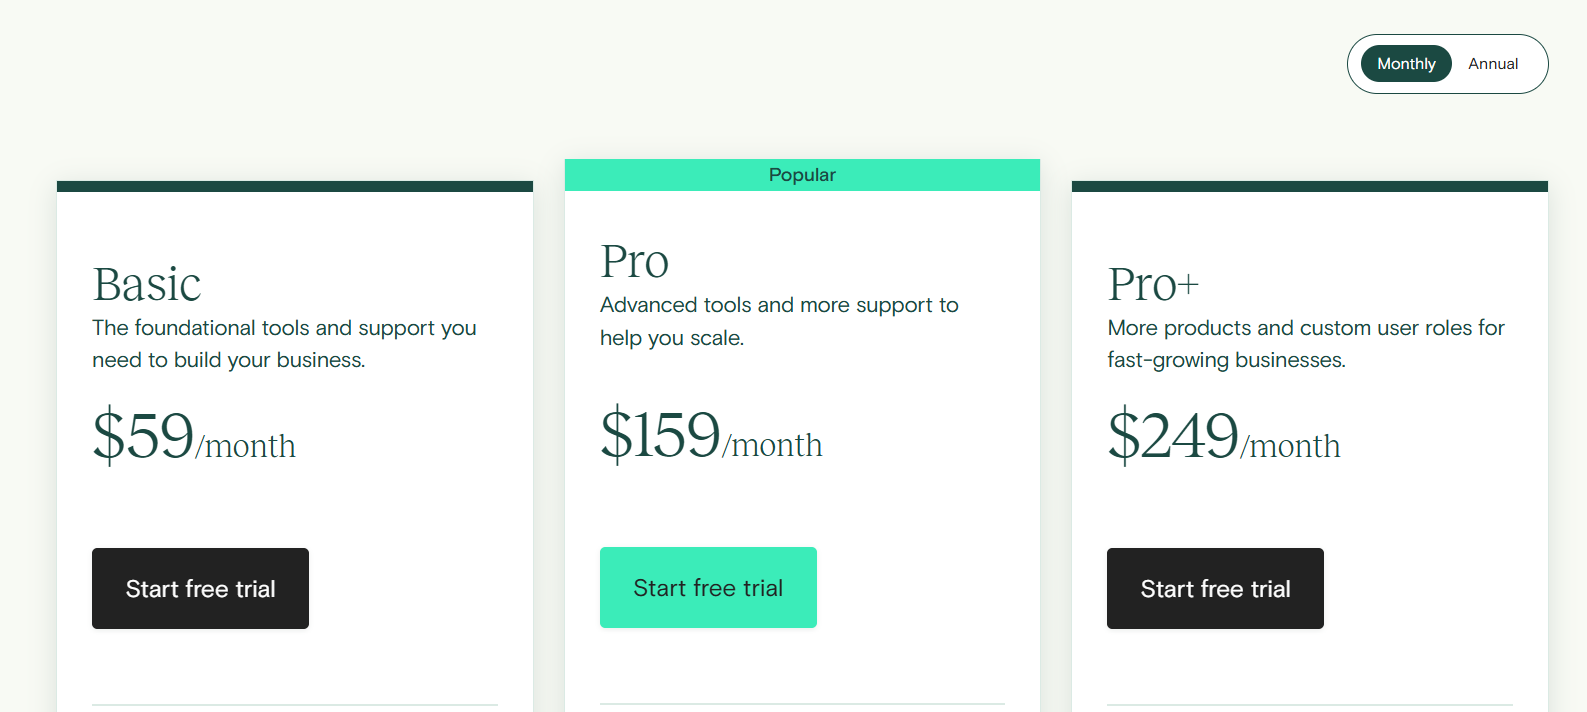 Monthly
Annual
Popular
Basic
The foundational tools and support you
need to build your business.
$59/month
Start free trial
Pro
Advanced tools and more support to
help you scale.
$159/month
Start free trial
Pro+
More products and custom user roles for
fast-growing businesses.
$249/month
Start free trial